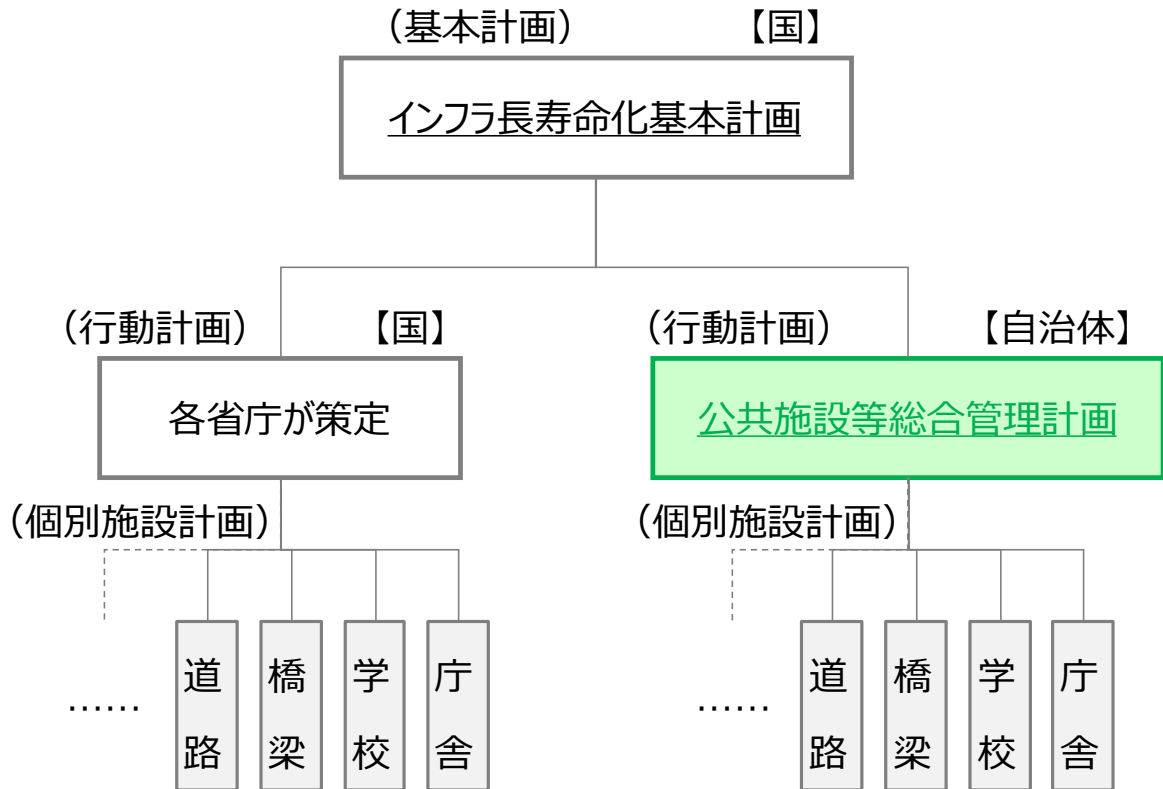 （基本計画） 【国】
インフラ長寿命化基本計画
（行動計画） 【国】
各省庁が策定
（個別施設計画）
……
道路
橋梁
学校
庁舎
（行動計画） 【自治体】
公共施設等総合管理計画
（個別施設計画）
……
道路
橋梁
学校
庁舎